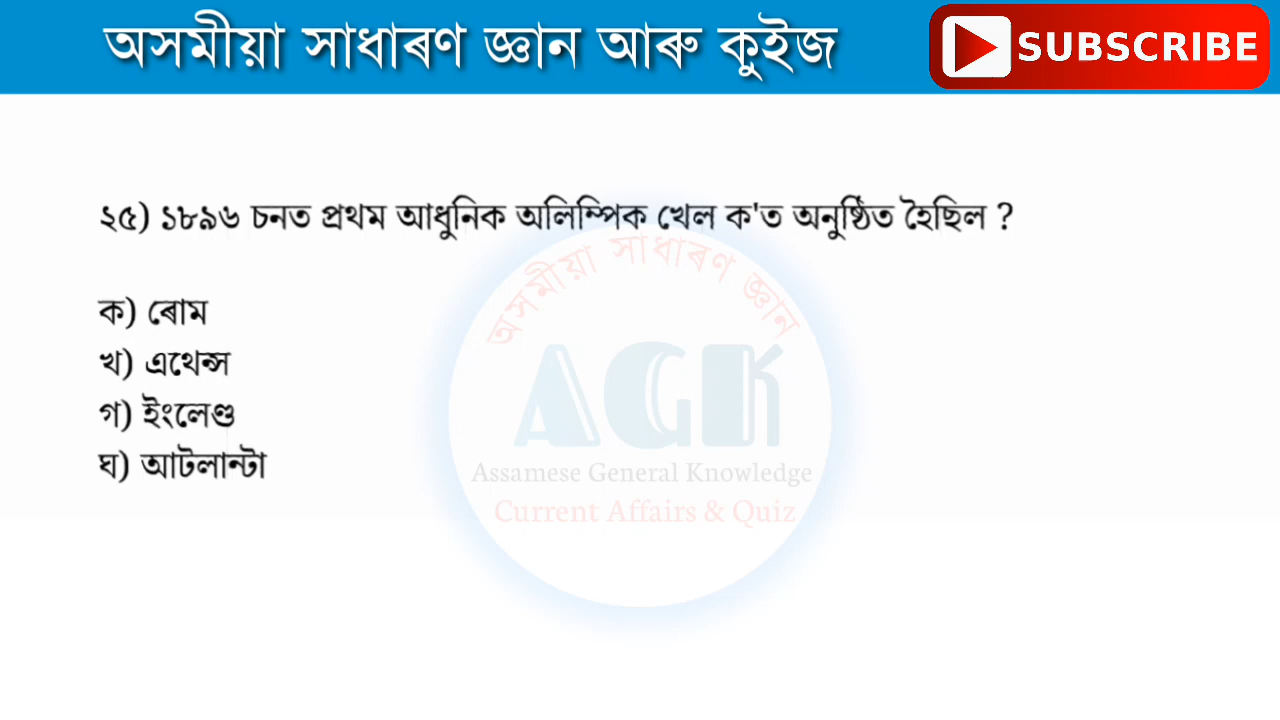 অসমীয়া সাধাৰণ জ্ঞান আৰু কুইজ
SUBSCRIBE
২৫) ১৮৯৬ চনত প্ৰথম আধুনিক অলিম্পিক খেল ক'ত অনুষ্ঠিত হৈছিল ?
ক) ৰোম
খ) এথেন্স
গ) ইংলেণ্ড
ঘ) আটলান্টা
অসমীয়া সাধাৰণ জ্ঞান
AGK
Assamese General Knowledge
Current Affairs & Quiz